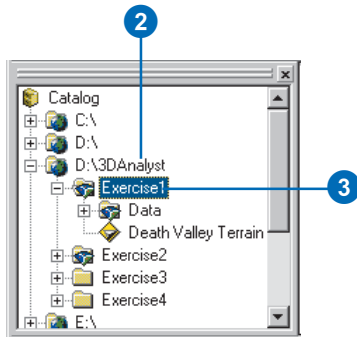 2
Catalog
C:\
D:\
D:\3DAnalyst
Exercise1
3
Data
Death Valley Terrain
Exercise2
Exercise3
Exercise4
E:\